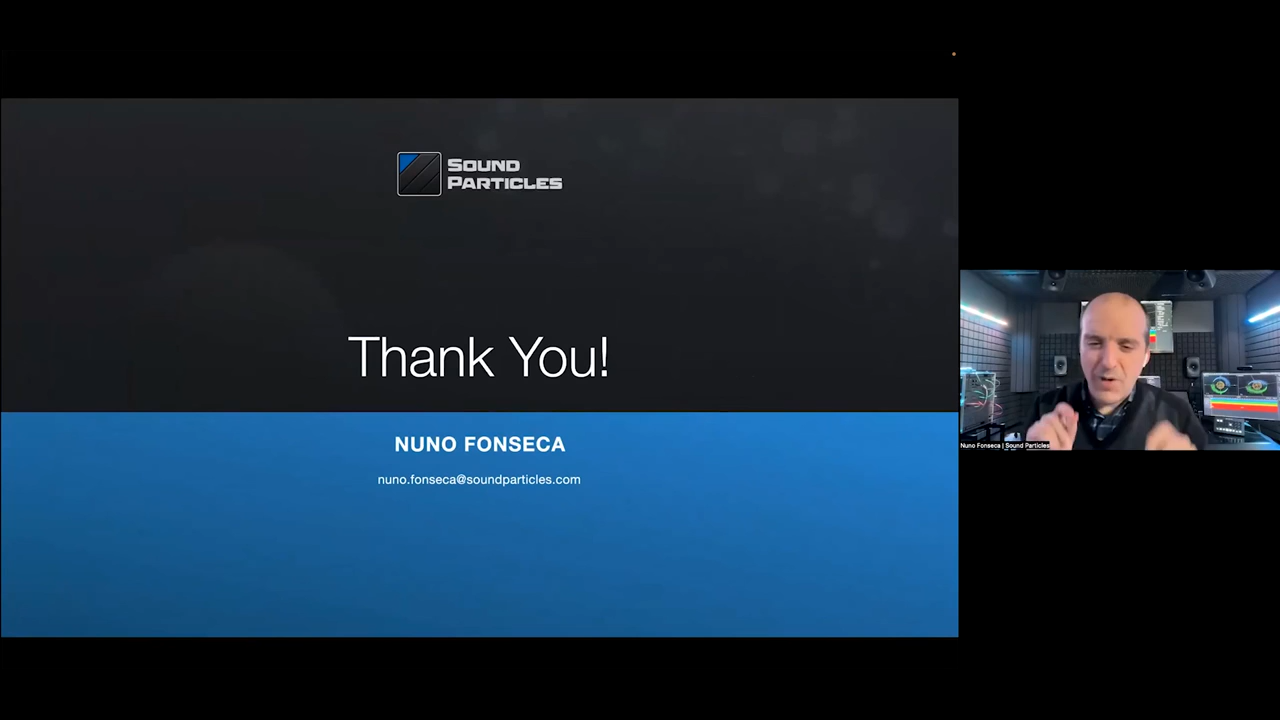 SOUND
PARTICLES
Thank You!
NUNO FONSECA
nuno.fonseca@soundparticles.com
Nuno Fonseca | Sound Particles